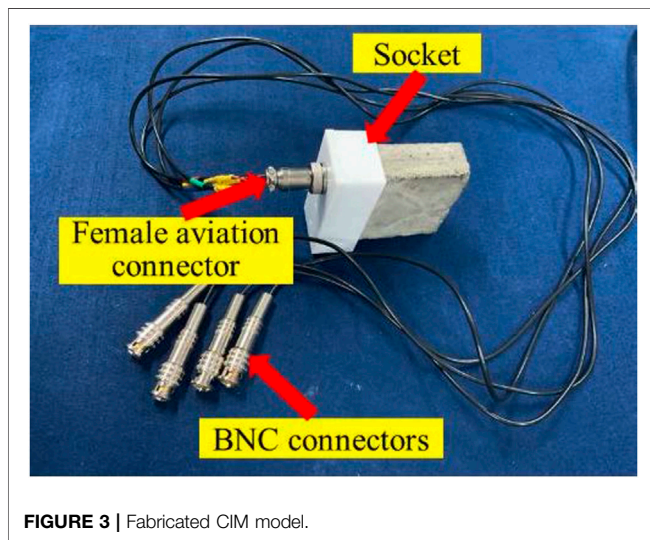 Socket
Female aviation
connector
BNC connectors
FIGURE 3 | Fabricated CIM model.